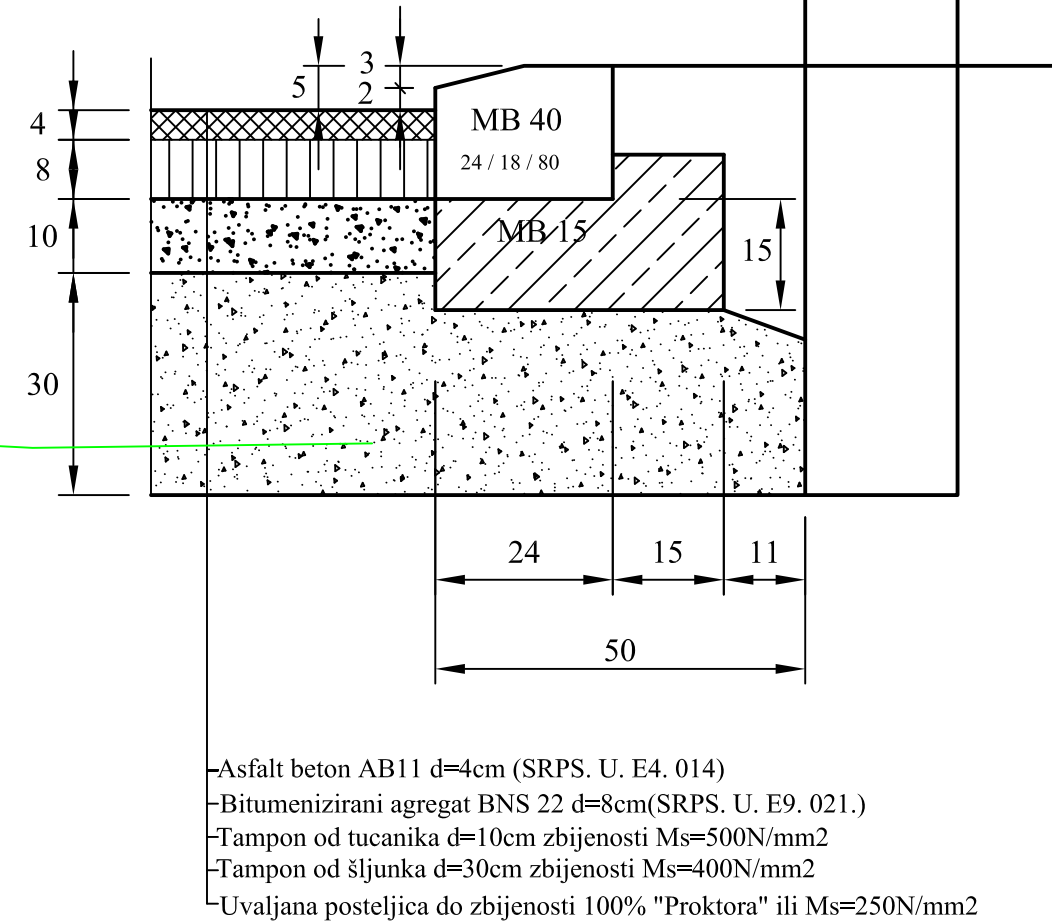 3
5
2
4
MB 40
8
24 / 18 / 80
10
MB 15
15
30
24
15
11
50
Asfalt beton AB11 d=4cm (SRPS. U. E4. 014)
Bitumenizirani agregat BNS 22 d=8cm(SRPS. U. E9. 021.)
Tampon od tucanika d=10cm zbijenosti Ms=500N/mm2
Tampon od šljunka d=30cm zbijenosti Ms=400N/mm2
Uvaljana posteljica do zbijenosti 100% "Proktora" ili Ms=250N/mm2